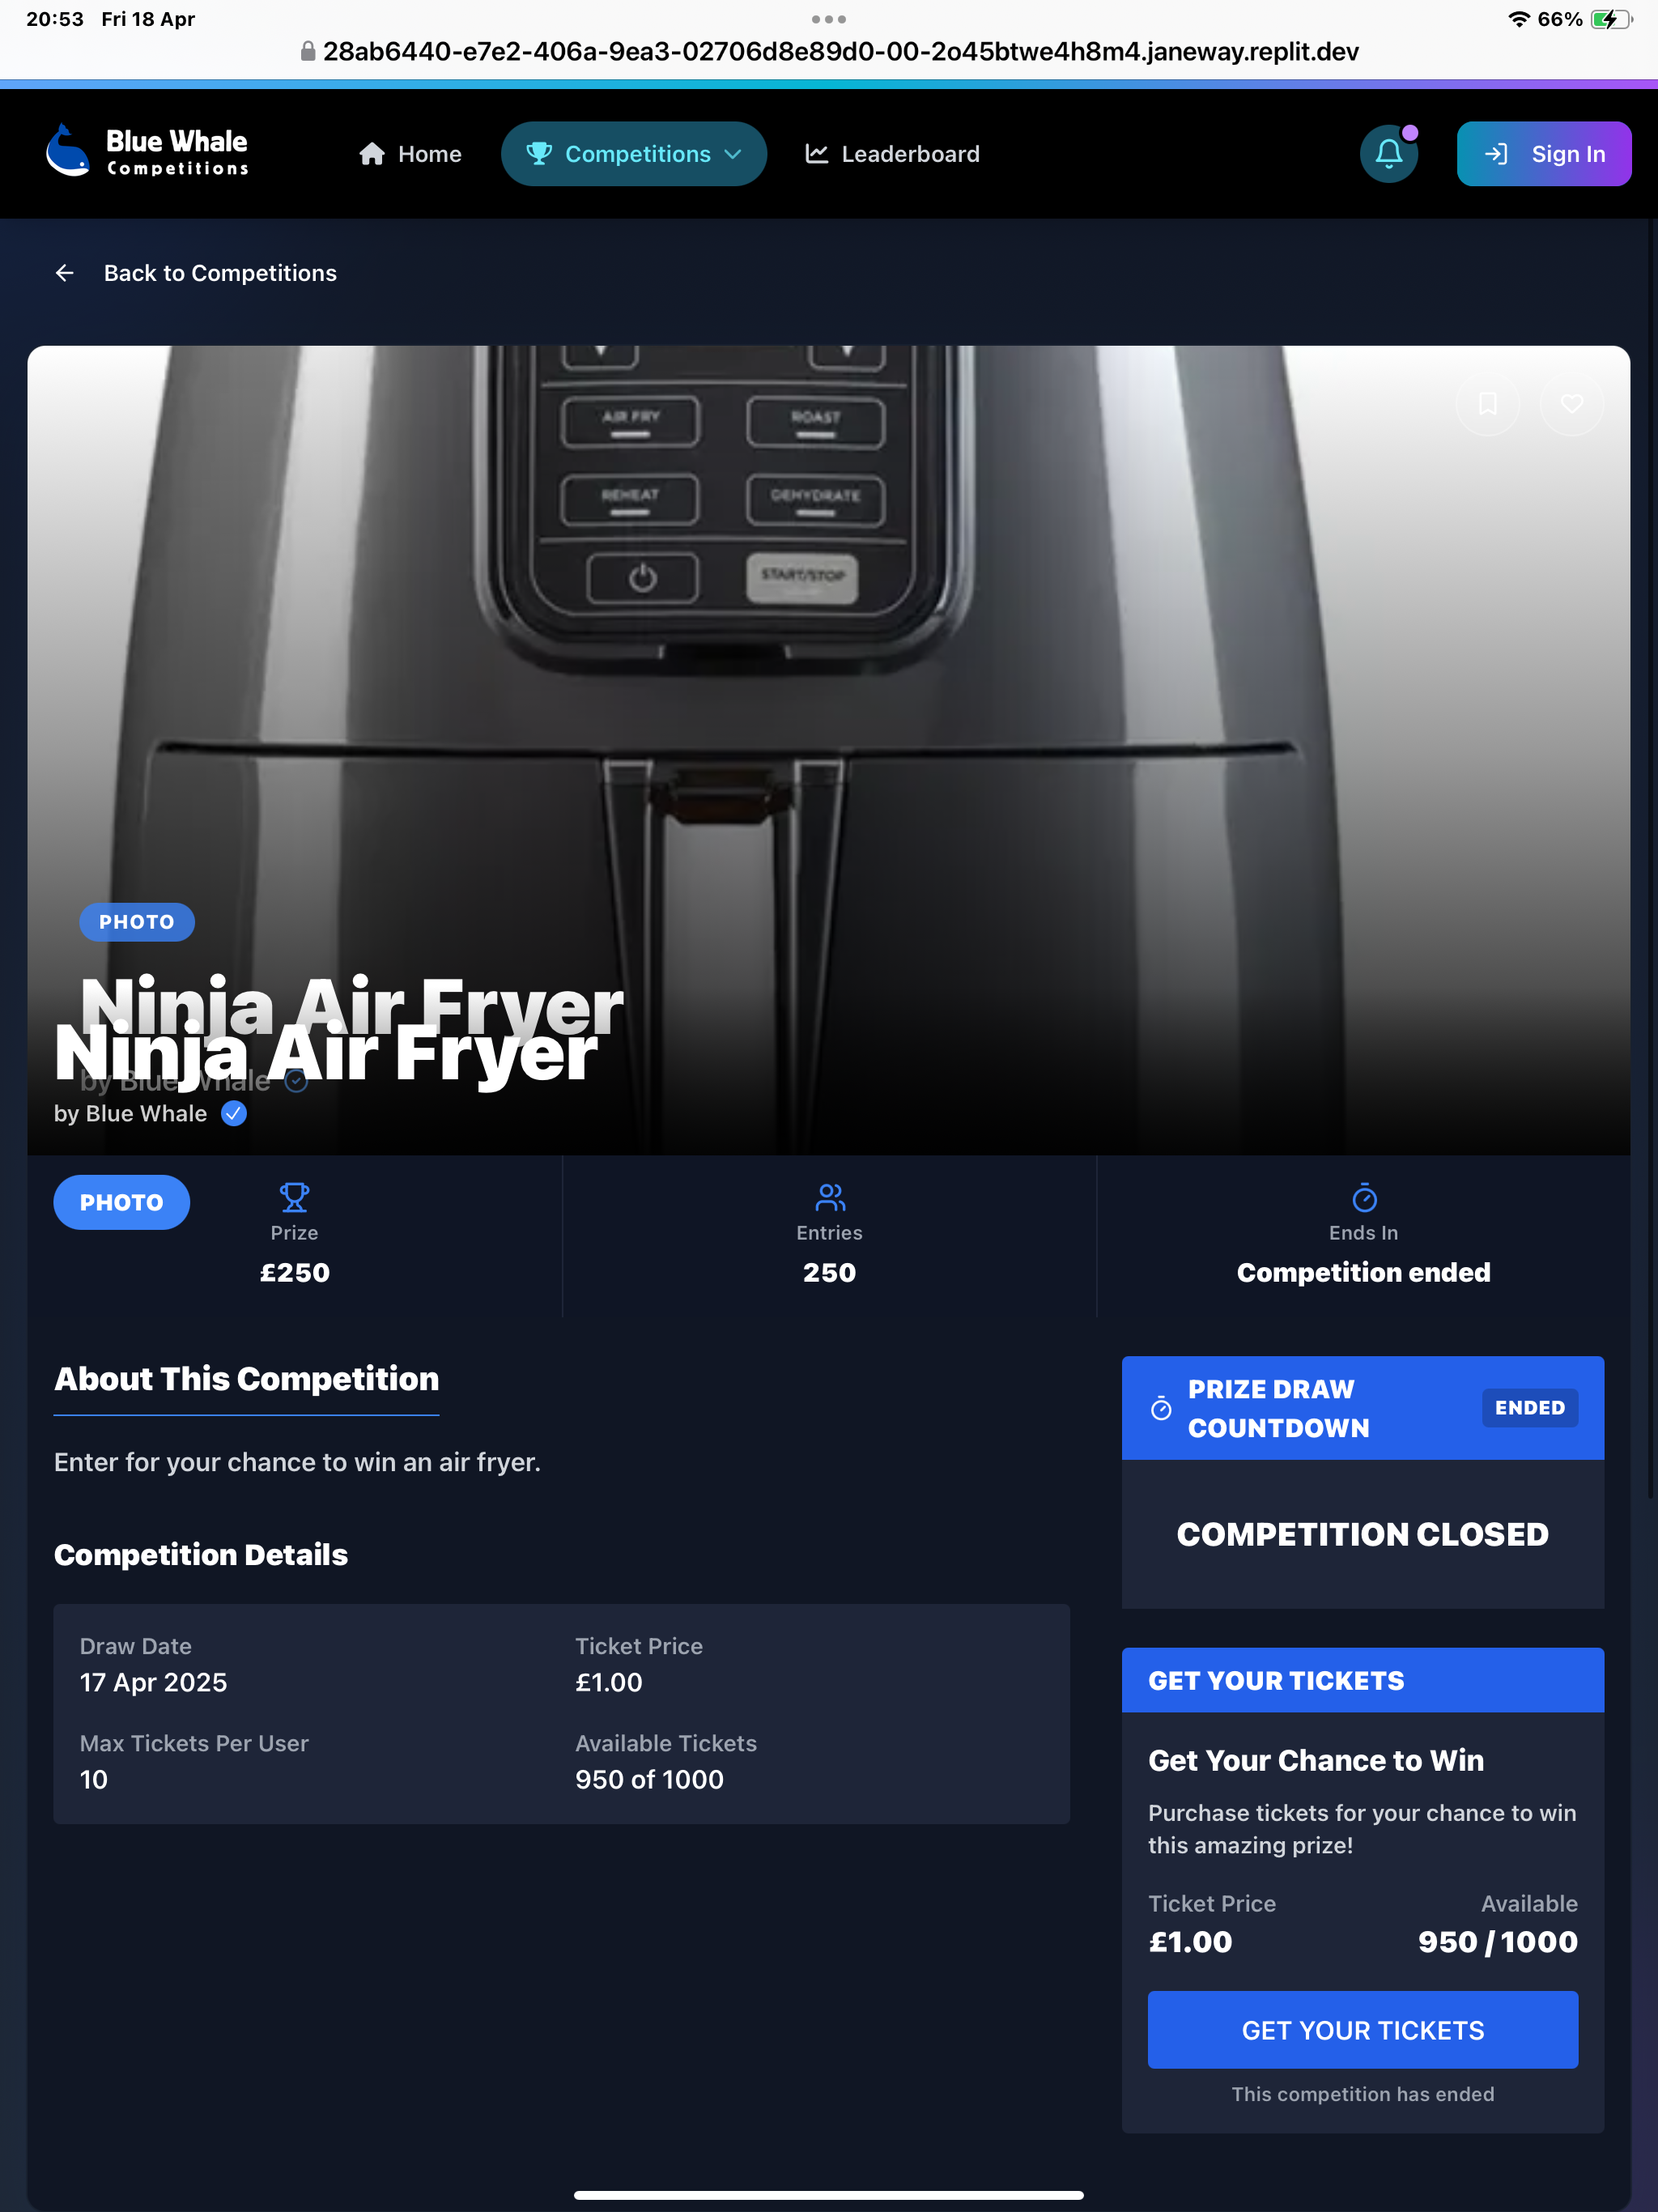 20:53 Fri 18 Apr
66%
28ab6440-e7e2-406a-9ea3-02706d8e89d0-00-2o45btwe4h8m4.janeway.replit.dev
Blue Whale
Competitions
Home
Competitions
Leaderboard
Sign In
Back to Competitions
AIR FRY
ROAST
REHEAT
DEHYDRATE
START/STOP
PHOTO
Ninja Air Fryer
Ninja Air Fryer
by Blue Whale
by Blue Whale
PHOTO
Prize
£250
Entries
250
Ends In
Competition ended
About This Competition
Enter for your chance to win an air fryer.
Competition Details
Draw Date
17 Apr 2025
Ticket Price
£1.00
Max Tickets Per User
10
Available Tickets
950 of 1000
PRIZE DRAW
COUNTDOWN
ENDED
COMPETITION CLOSED
GET YOUR TICKETS
Get Your Chance to Win
Purchase tickets for your chance to win
this amazing prize!
Ticket Price
Available
£1.00
950 / 1000
GET YOUR TICKETS
This competition has ended